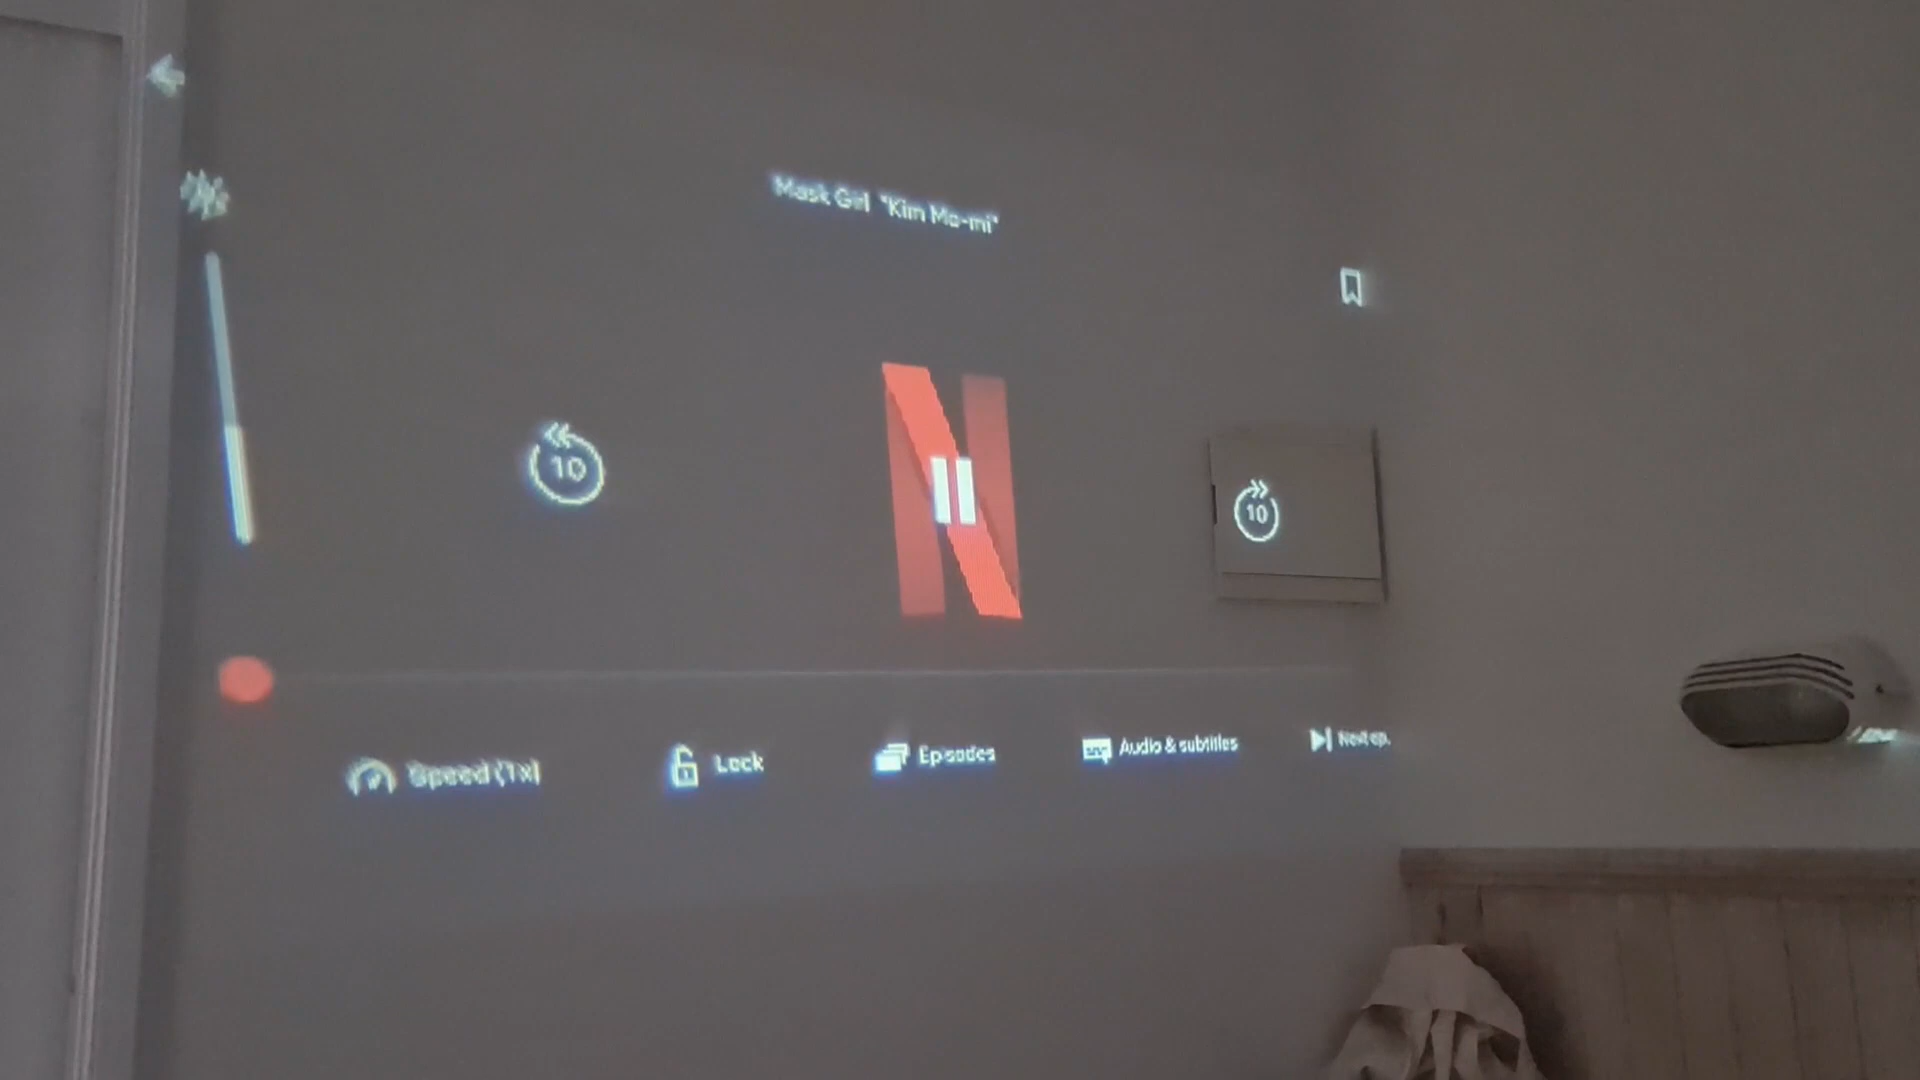 Mask Girl "Kim Mo-mi"
10
10
Speed (1x)
Lock
Episodes
Audio & subtitles
Next ep.